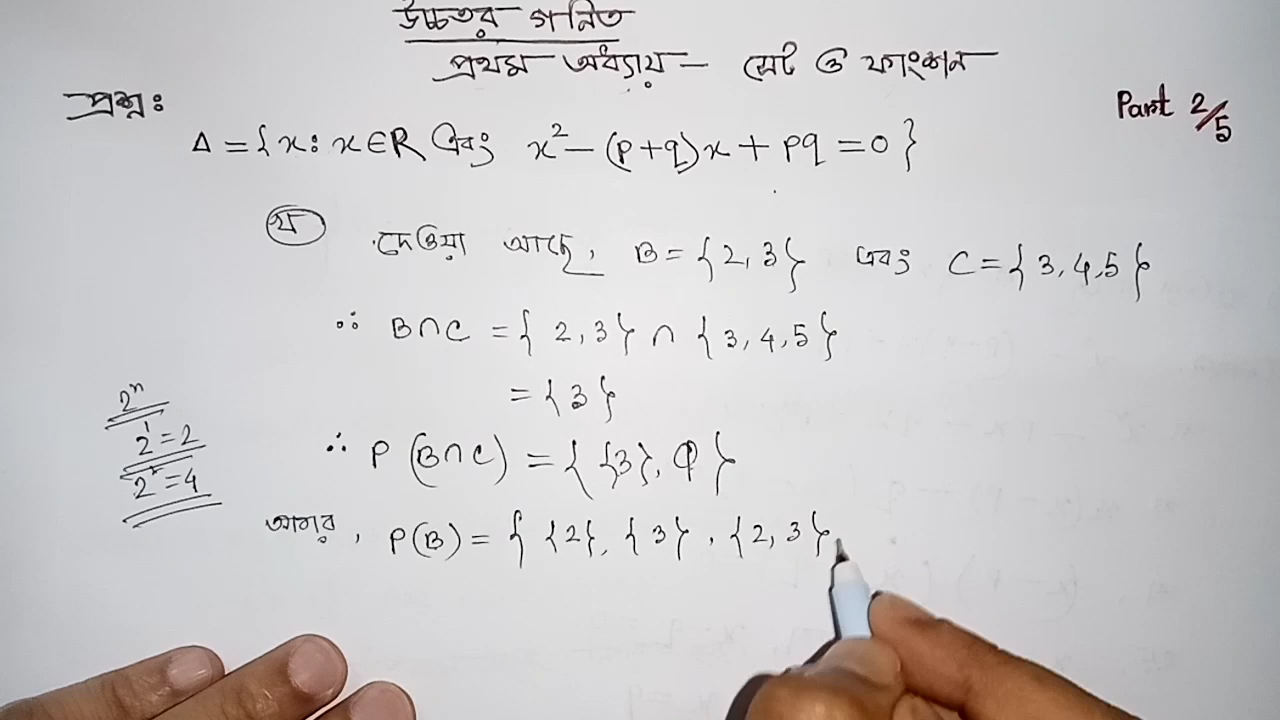 উচ্চতর গনিত
প্রথম অধ্যায় — সেট ও ফাংশন
প্রশ্ন:
Part 2/5
A = {x : x ∈ R এবং x² − (p+q)x + pq = 0}
খ দেওয়া আছে, B = {2, 3} এবং C = {3, 4, 5}
∴ B∩C = {2, 3} ∩ {3, 4, 5}
= {3}
∴ P(B∩C) = { {3}, Φ }
আবার, P(B) = { {2}, {3}, {2, 3},
2ⁿ
2¹ = 2
2² = 4